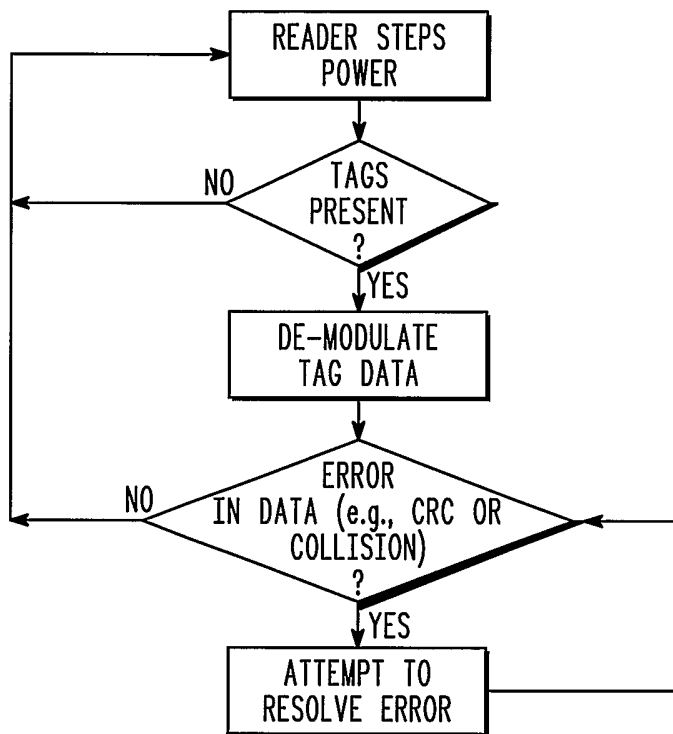 READER STEPS
POWER
NO
TAGS
PRESENT
?
YES
DE-MODULATE
TAG DATA
NO
ERROR
IN DATA (e.g., CRC OR
COLLISION)
?
YES
ATTEMPT TO
RESOLVE ERROR